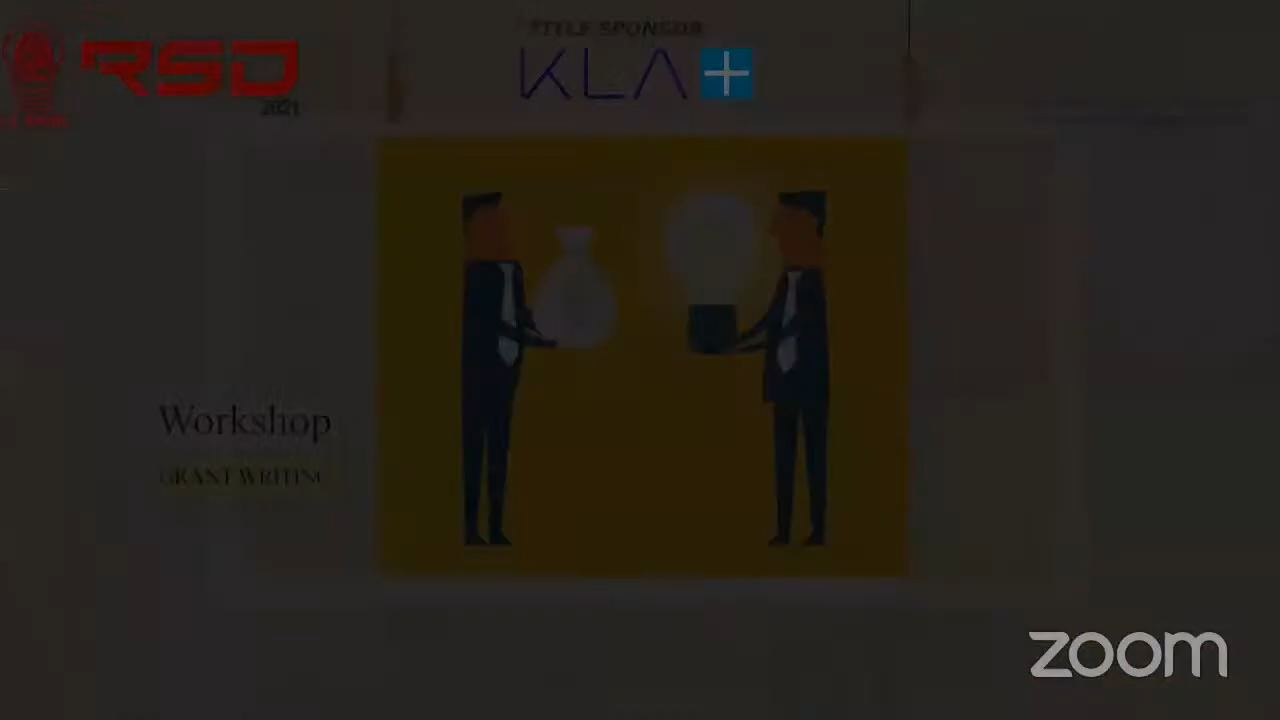 TITLE SPONSOR
RSD
KLA+
2021
Workshop
GRANT WRITING
zoom